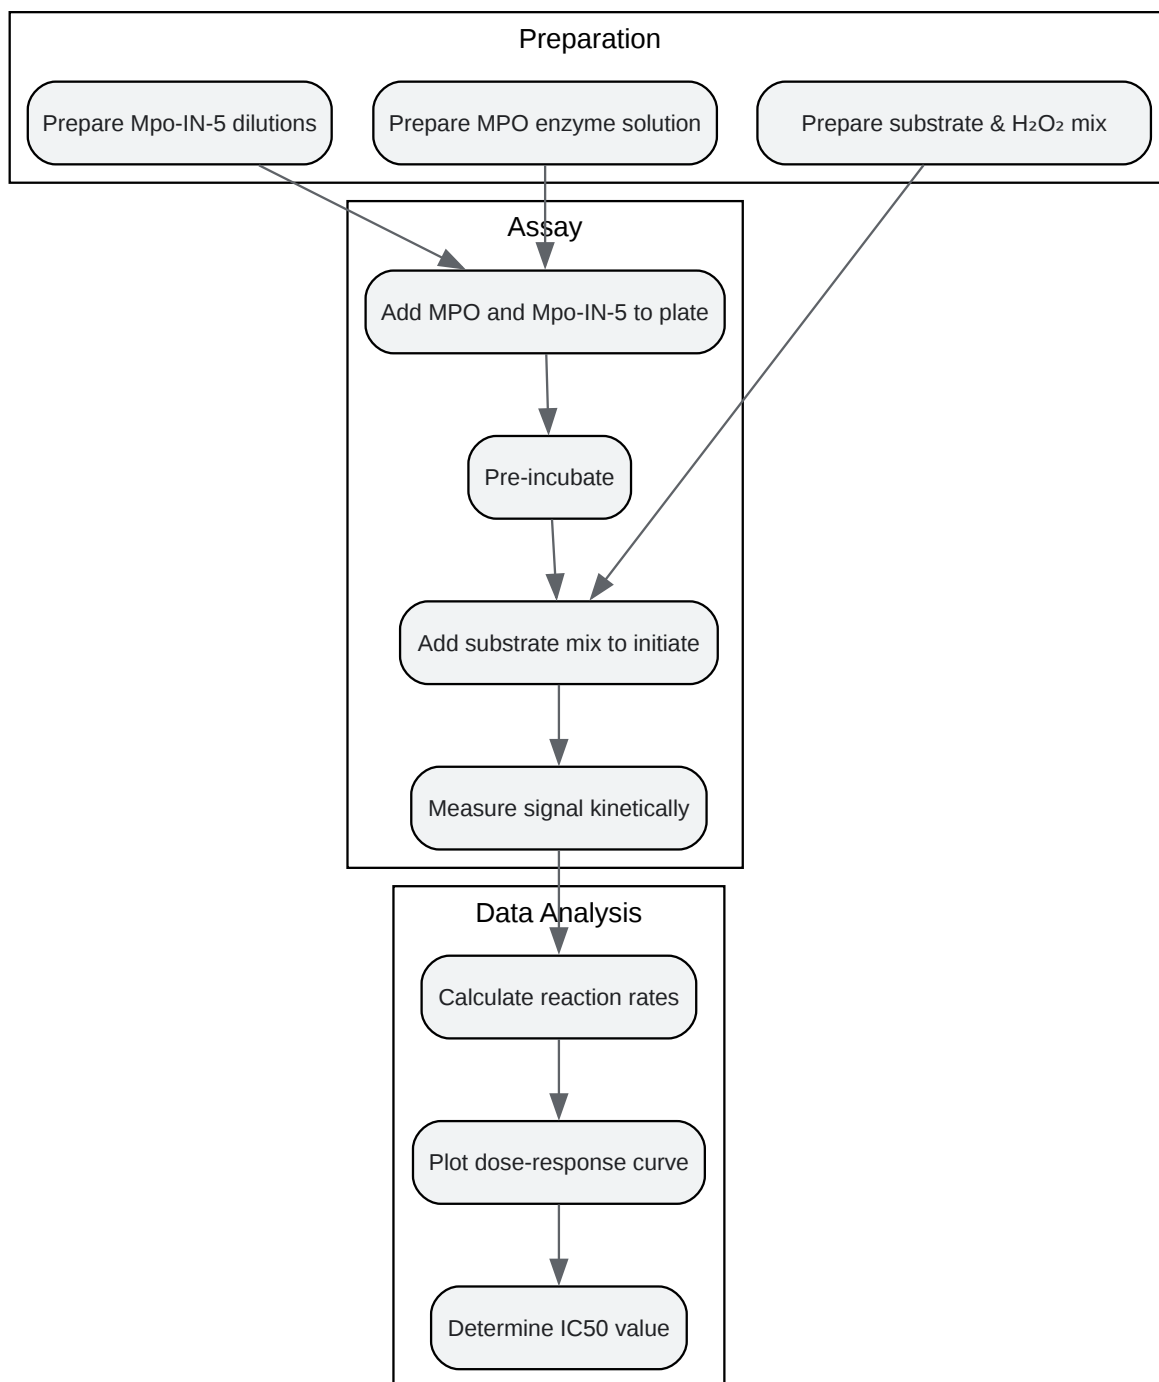 Preparation
Prepare Mpo-IN-5 dilutions
Prepare MPO enzyme solution
Prepare substrate & H₂O₂ mix
Assay
Add MPO and Mpo-IN-5 to plate
Pre-incubate
Add substrate mix to initiate
Measure signal kinetically
Data Analysis
Calculate reaction rates
Plot dose-response curve
Determine IC50 value